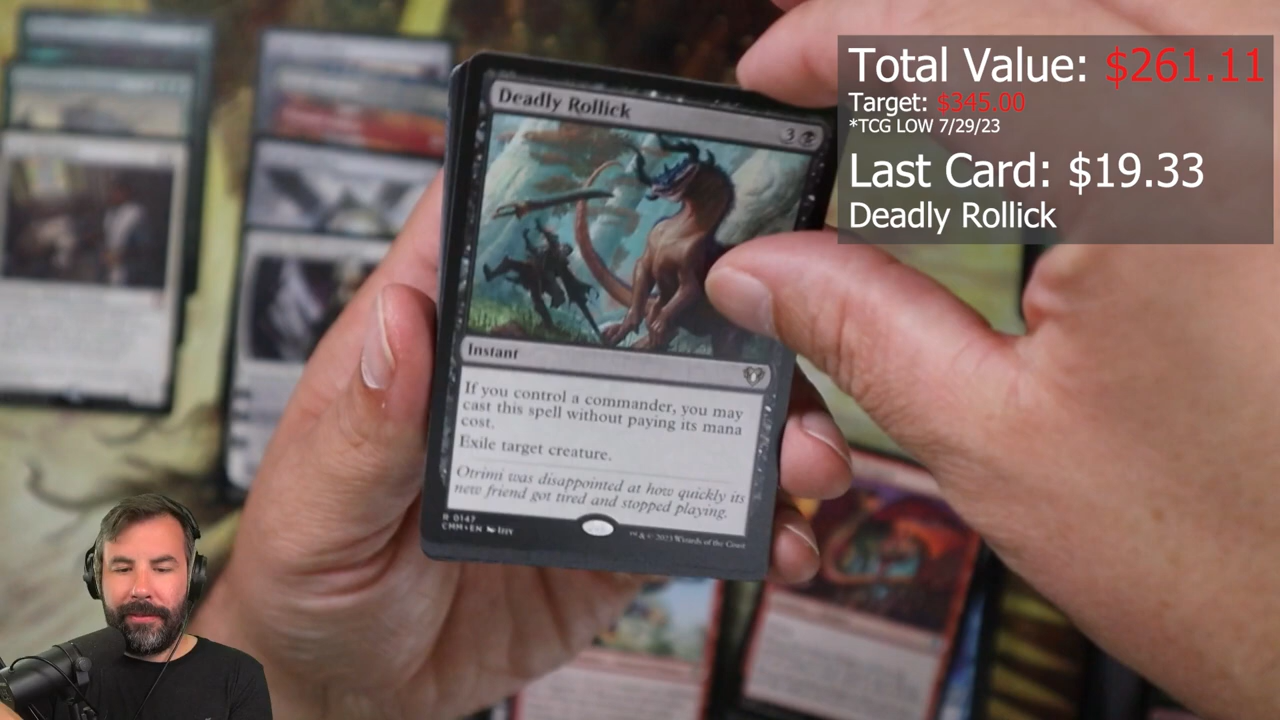 Total Value: $261.11
Target: $345.00
*TCG LOW 7/29/23
Last Card: $19.33
Deadly Rollick
Deadly Rollick
3
Instant
If you control a commander, you may
cast this spell without paying its mana
cost.
Exile target creature.
Otrimi was disappointed at how quickly its
new friend got tired and stopped playing.
R 0147
CMM • EN Izzy
™ & © 2023 Wizards of the Coast